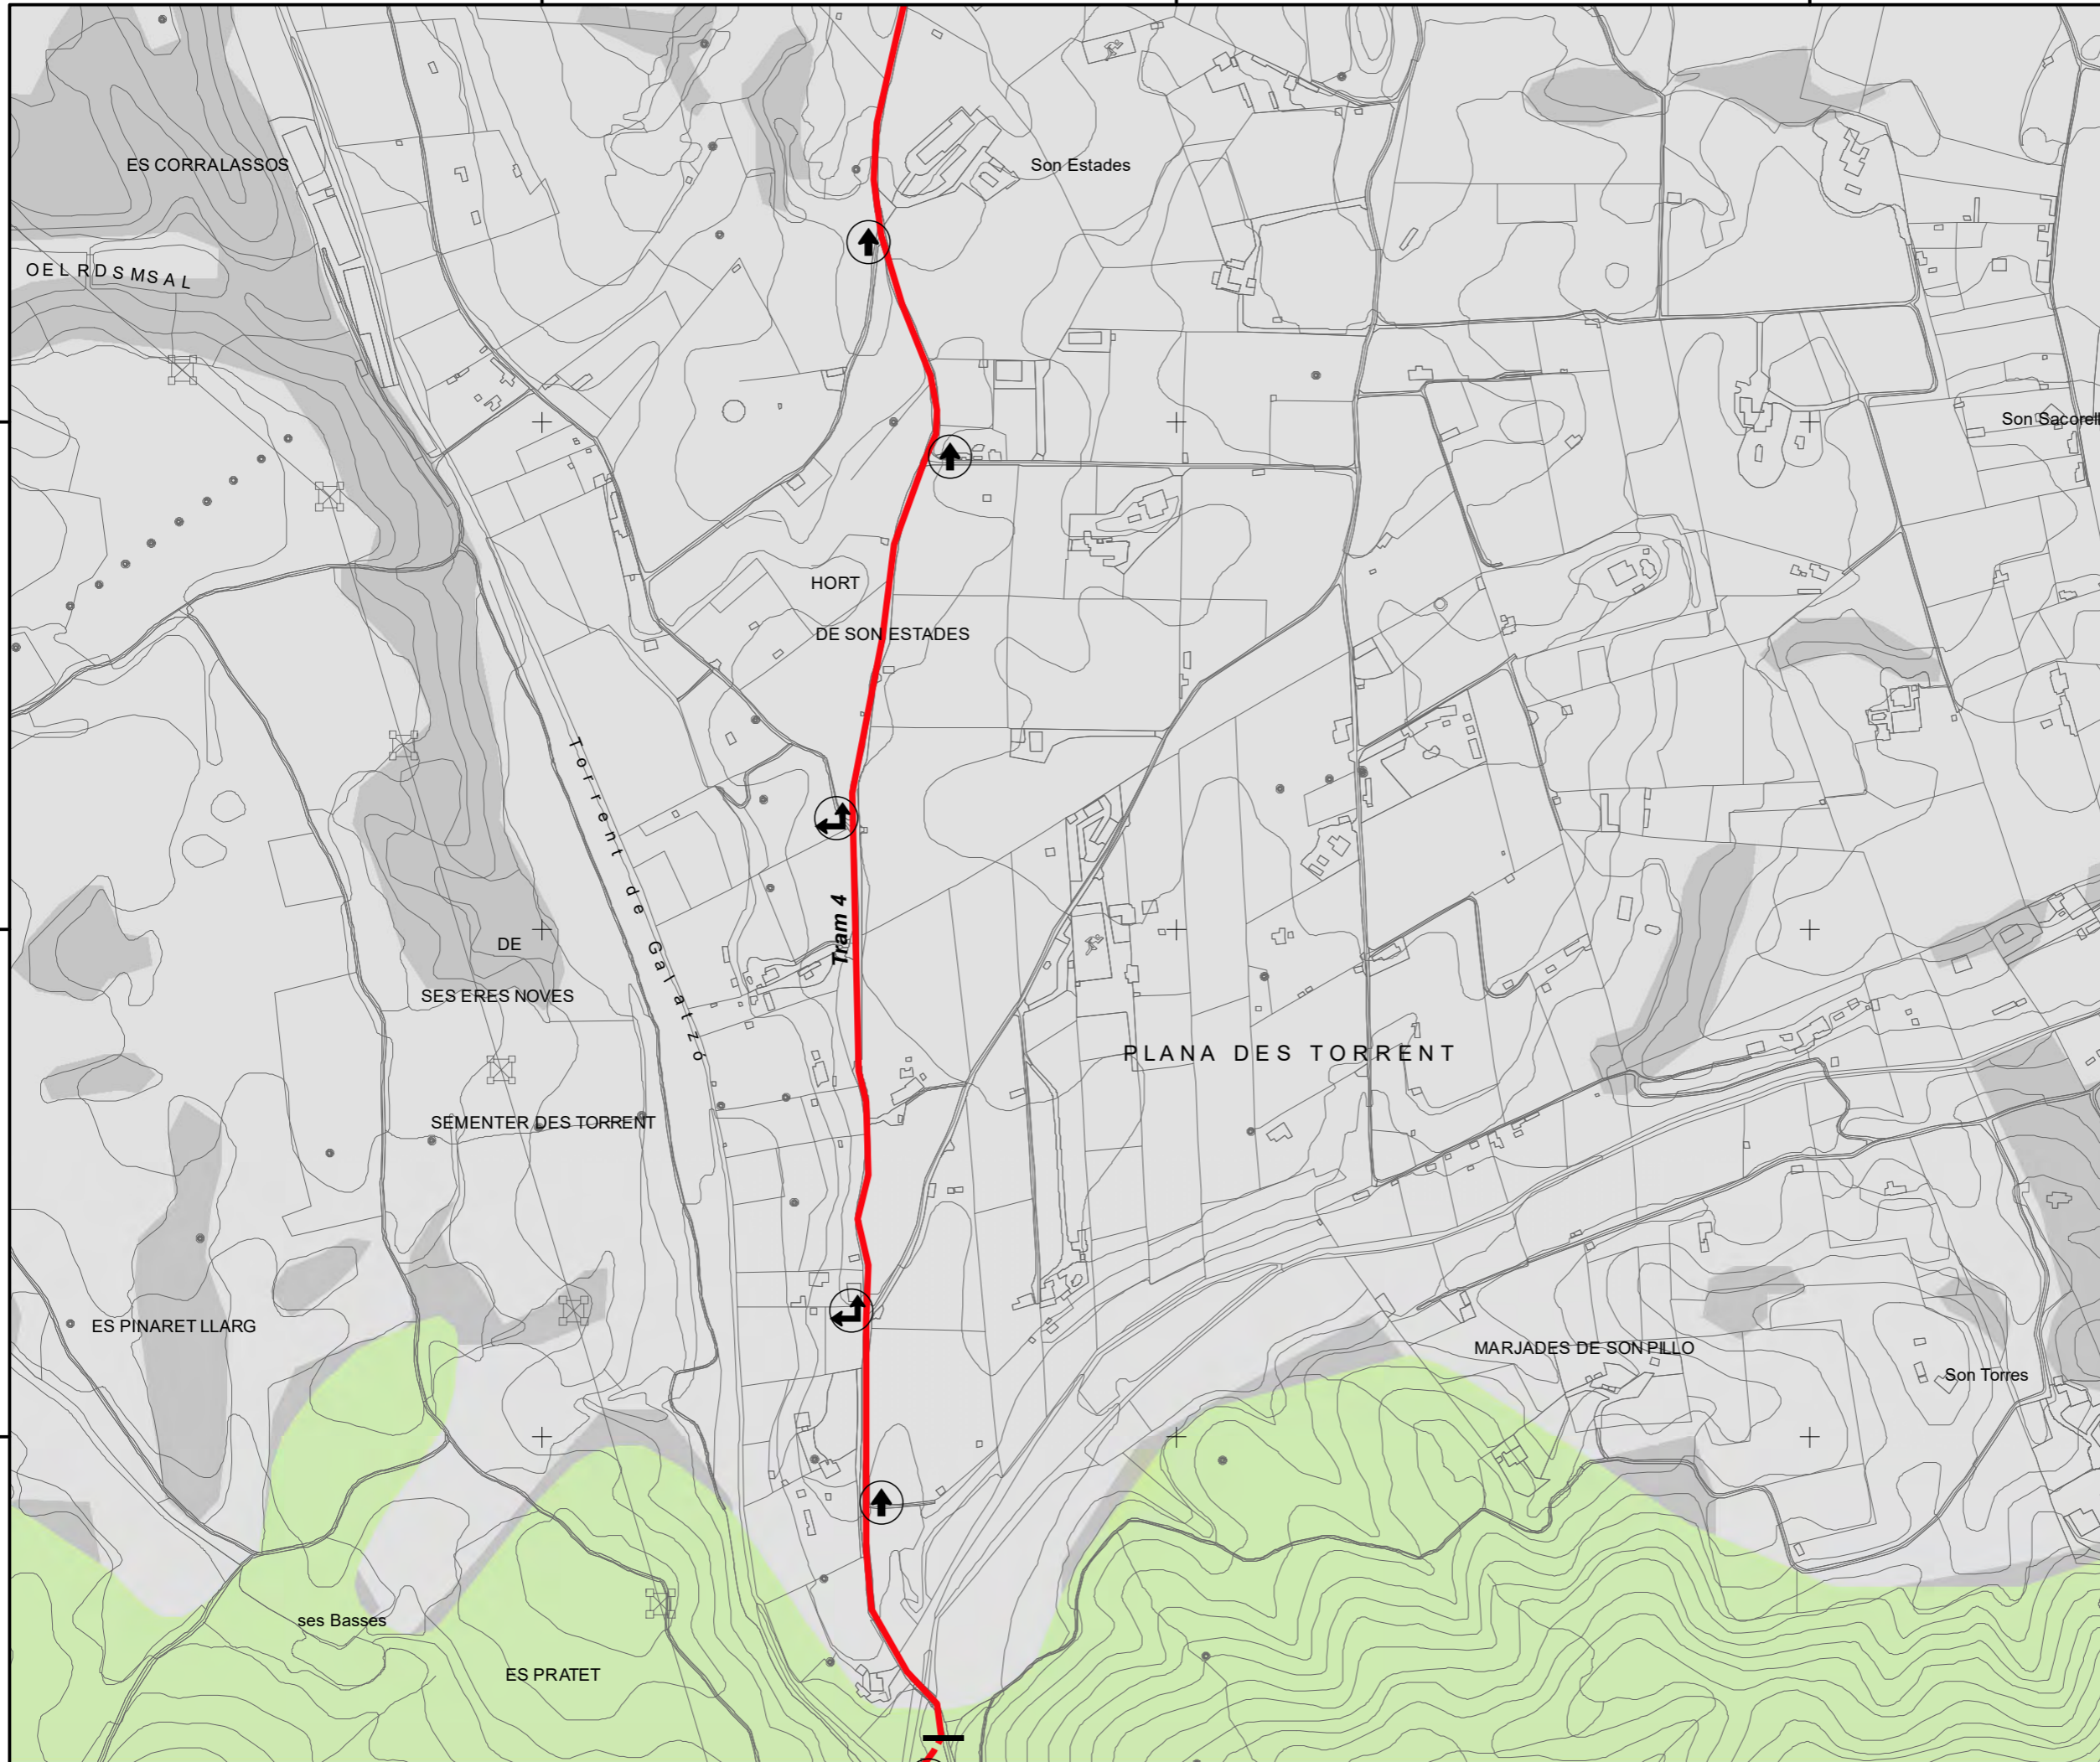 ES CORRALASSOS
Son Estades
OELRDSMSAL
Son Sacorell
HORT
DE SON ESTADES
Torrent de Galatzó
Tram 4
DE
SES ERES NOVES
PLANA DES TORRENT
SEMENTER DES TORRENT
ES PINARET LLARG
MARJADES DE SON PILLO
Son Torres
ses Basses
ES PRATET